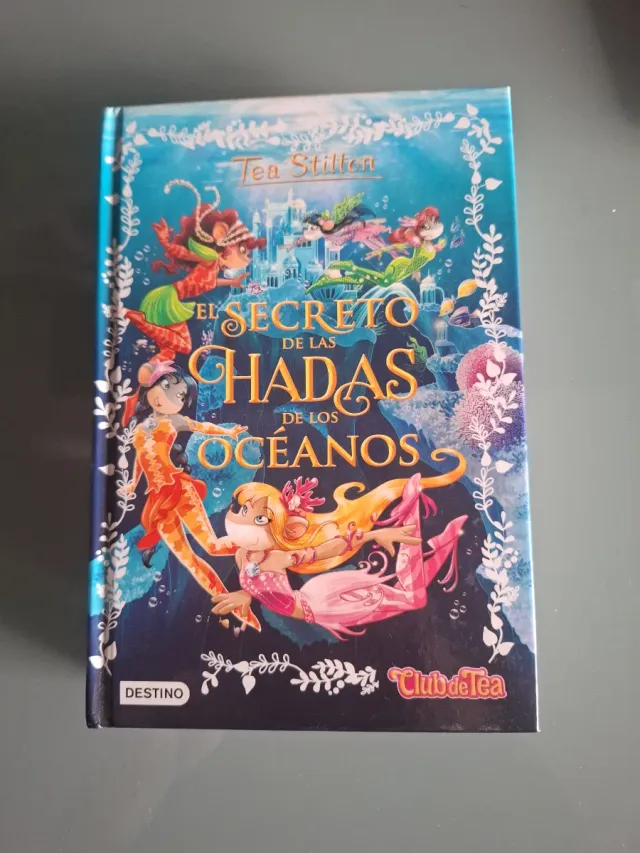 Tea Stilton
EL SECRETO
DE LAS
HADAS
DE LOS
OCÉANOS
DESTINO
Club de Tea